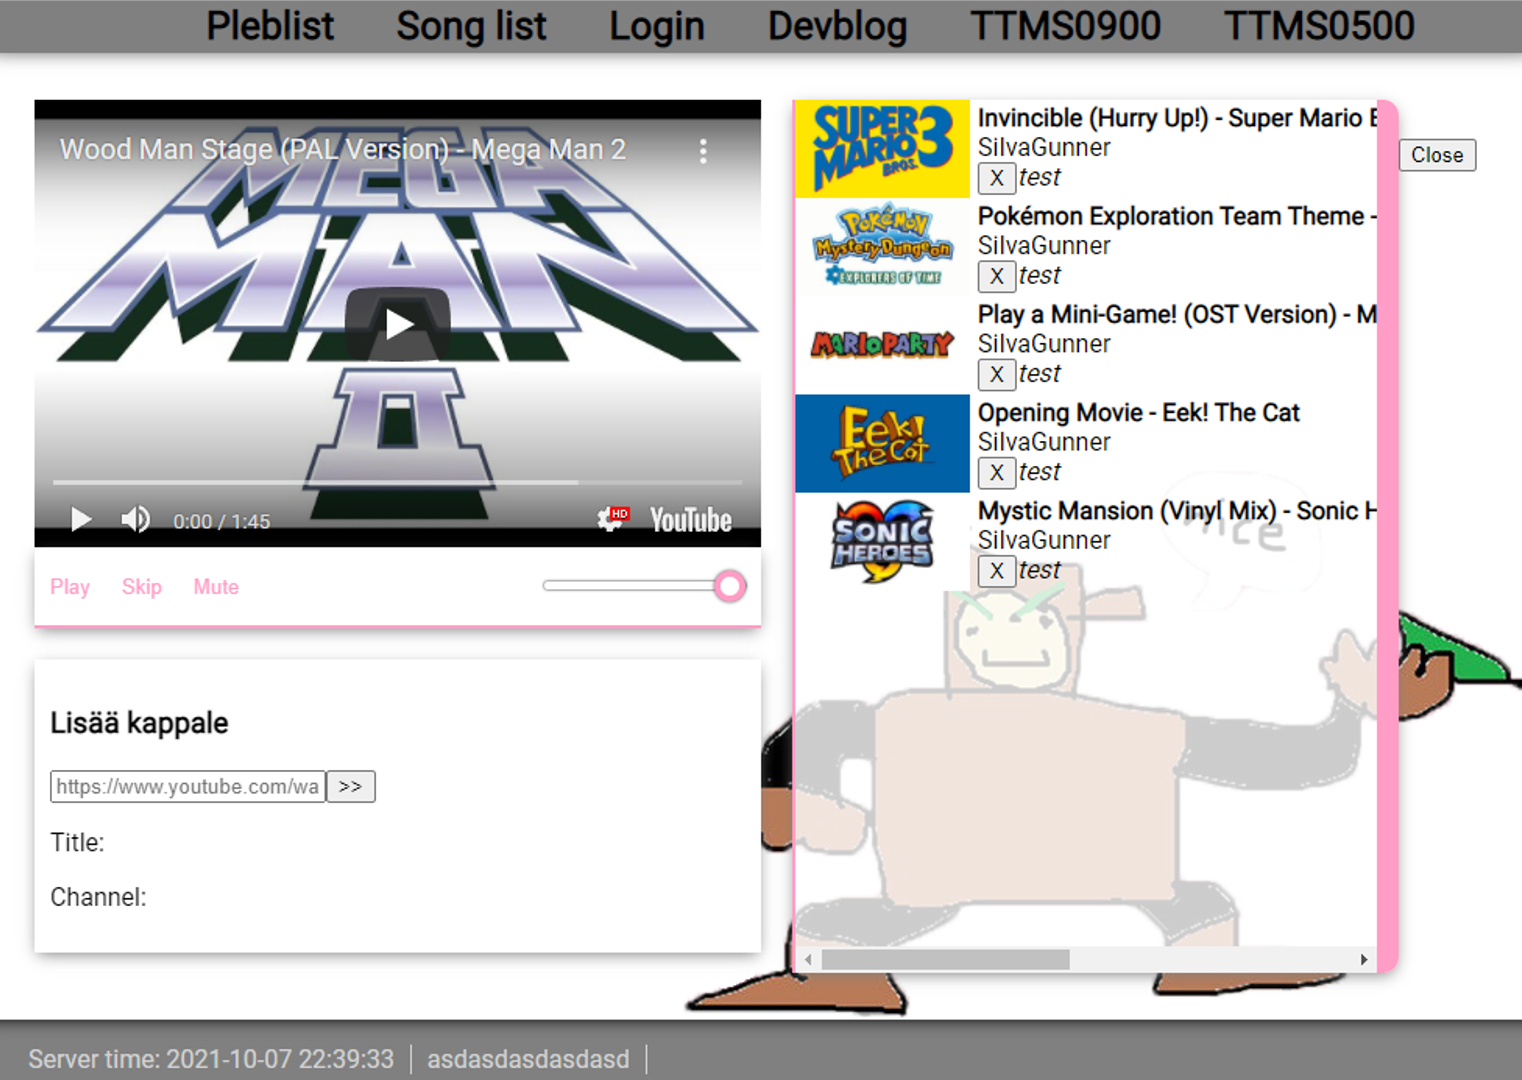 Pleblist Song list Login Devblog TTMS0900 TTMS0500
Wood Man Stage (PAL Version) - Mega Man 2
MEGA
MAN
II
0:00 / 1:45
HD
YouTube
Play Skip Mute
Lisää kappale
https://www.youtube.com/wa >>
Title:
Channel:
SUPER
MARIO 3
BROS.
Invincible (Hurry Up!) - Super Mario B
SilvaGunner
X test
Pokémon
Mystery Dungeon
EXPLORERS OF TIME
Pokémon Exploration Team Theme -
SilvaGunner
X test
MARIO PARTY
Play a Mini-Game! (OST Version) - M
SilvaGunner
X test
Eek!
The Cat
Opening Movie - Eek! The Cat
SilvaGunner
X test
SONIC
HEROES
Mystic Mansion (Vinyl Mix) - Sonic H
SilvaGunner
X test
nice
Close
Server time: 2021-10-07 22:39:33 asdasdasdasdasd